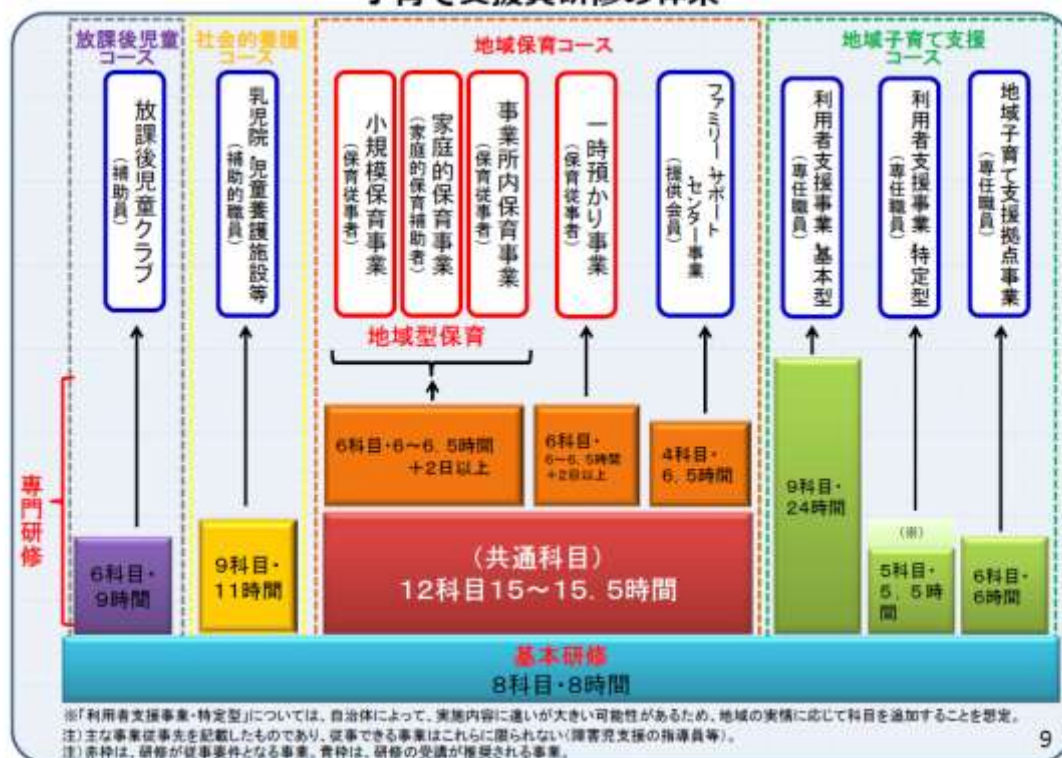 放課後児童
コース
社会的養護
コース
地域保育コース
地域子育て支援
コース
放課後児童クラブ
(補助員)
乳児院・児童養護施設等
(補助的職員)
小規模保育事業
(保育従事者)
家庭的保育事業
(家庭的保育補助者)
事業所内保育事業
(保育従事者)
一時預かり事業
(保育従事者)
ファミリー・サポート・
センター事業
(提供会員)
利用者支援事業・基本型
(専任職員)
利用者支援事業・特定型
(専任職員)
地域子育て支援拠点事業
(専任職員)
地域型保育
専門研修
6科目・
9時間
9科目・
11時間
6科目・6～6.5時間
+2日以上
6科目・
6～6.5時間
+2日以上
4科目・
6.5時間
(共通科目)
12科目15～15.5時間
9科目・
24時間
(※)
5科目・
5.5時
間
6科目・
6時間
基本研修
8科目・8時間
※「利用者支援事業・特定型」については、自治体によって、実施内容に違いが大きい可能性があるため、地域の実情に応じて科目を追加することを想定。
注)主な事業従事先を記載したものであり、従事できる事業はこれらに限られない(障害児支援の指導員等)。
注)赤枠は、研修が従事要件となる事業、青枠は、研修の受講が推奨される事業。
9